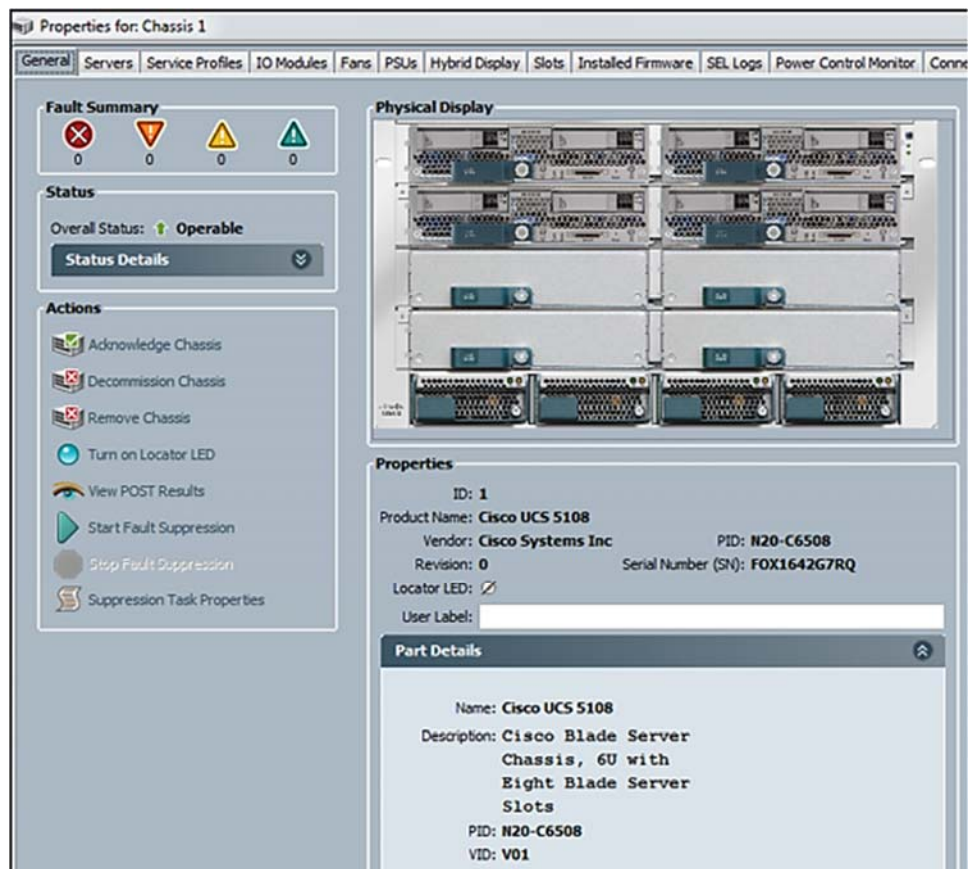 Properties for: Chassis 1
General Servers Service Profiles IO Modules Fans PSUs Hybrid Display Slots Installed Firmware SEL Logs Power Control Monitor Conne
Fault Summary
0 0 0 0
Status
Overall Status: Operable
Status Details
Actions
Acknowledge Chassis
Decommission Chassis
Remove Chassis
Turn on Locator LED
View POST Results
Start Fault Suppression
Stop Fault Suppression
Suppression Task Properties
Physical Display
Properties
ID: 1
Product Name: Cisco UCS 5108
Vendor: Cisco Systems Inc PID: N20-C6508
Revision: 0 Serial Number (SN): FOX1642G7RQ
Locator LED:
User Label:
Part Details
Name: Cisco UCS 5108
Description: Cisco Blade Server
Chassis, 6U with
Eight Blade Server
Slots
PID: N20-C6508
VID: V01